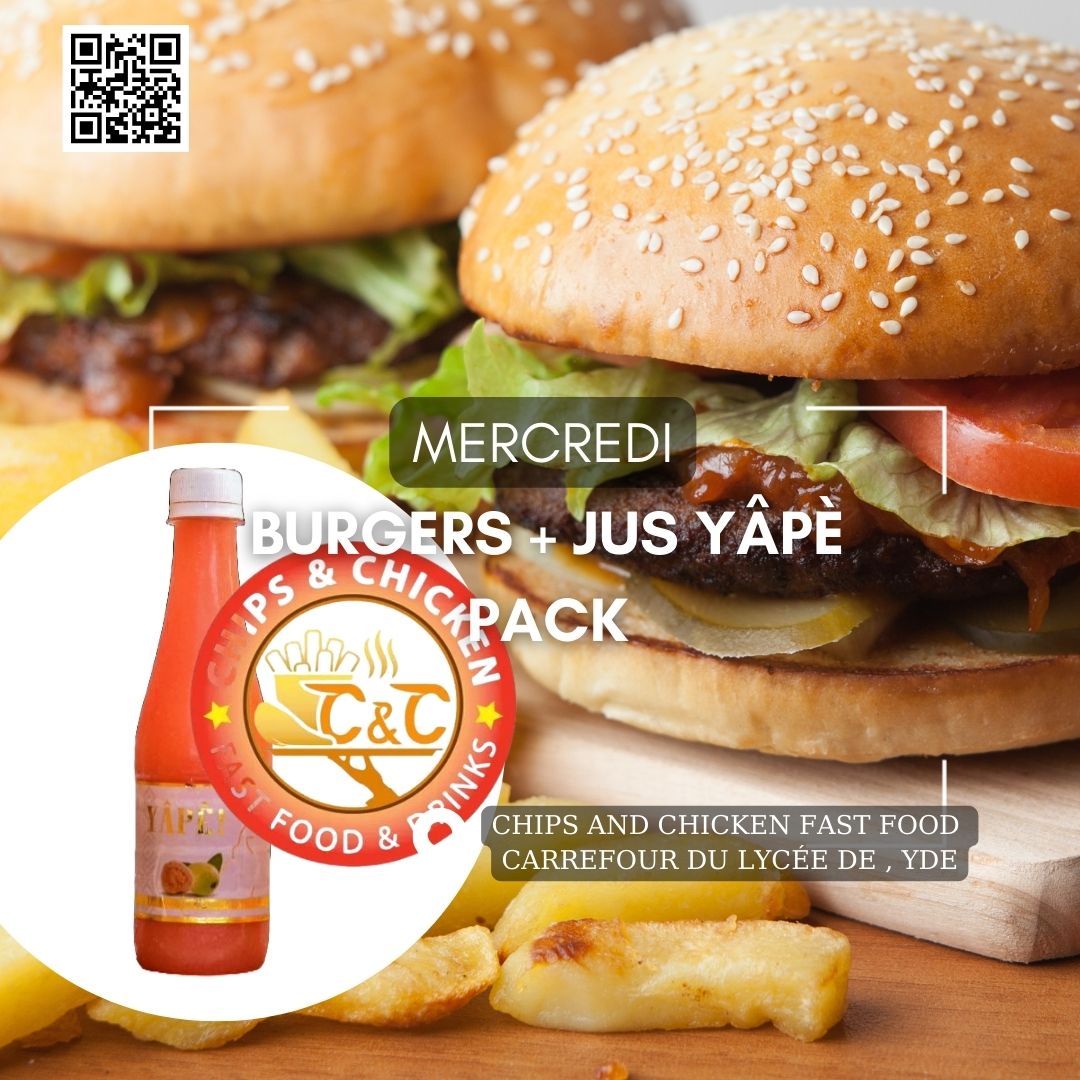 MERCREDI
BURGERS + JUS YÂPÈ
PACK
CHIPS & CHICKEN
C&C
FAST FOOD & DRINKS
YÂPÈ!
CHIPS AND CHICKEN FAST FOOD
CARREFOUR DU LYCÉE DE , YDE